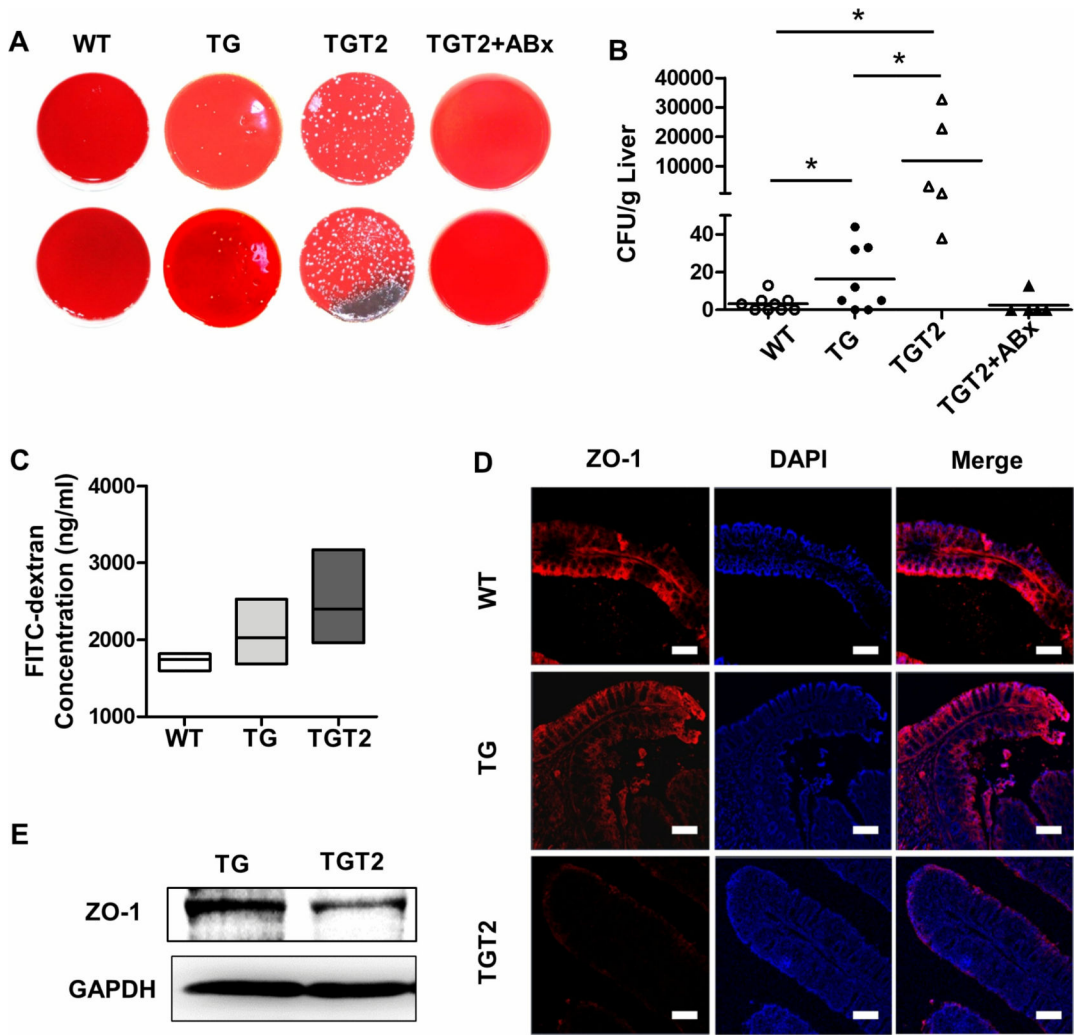 A
WT TG TGT2 TGT2+ABx
B
* * *
CFU/g Liver
40000
30000
20000
10000
40
20
0
WT TG TGT2 TGT2+ABx
C
FITC-dextran
Concentration (ng/ml)
4000
3000
2000
1000
WT TG TGT2
D
ZO-1 DAPI Merge
WT
TG
TGT2
E
TG TGT2
ZO-1
GAPDH